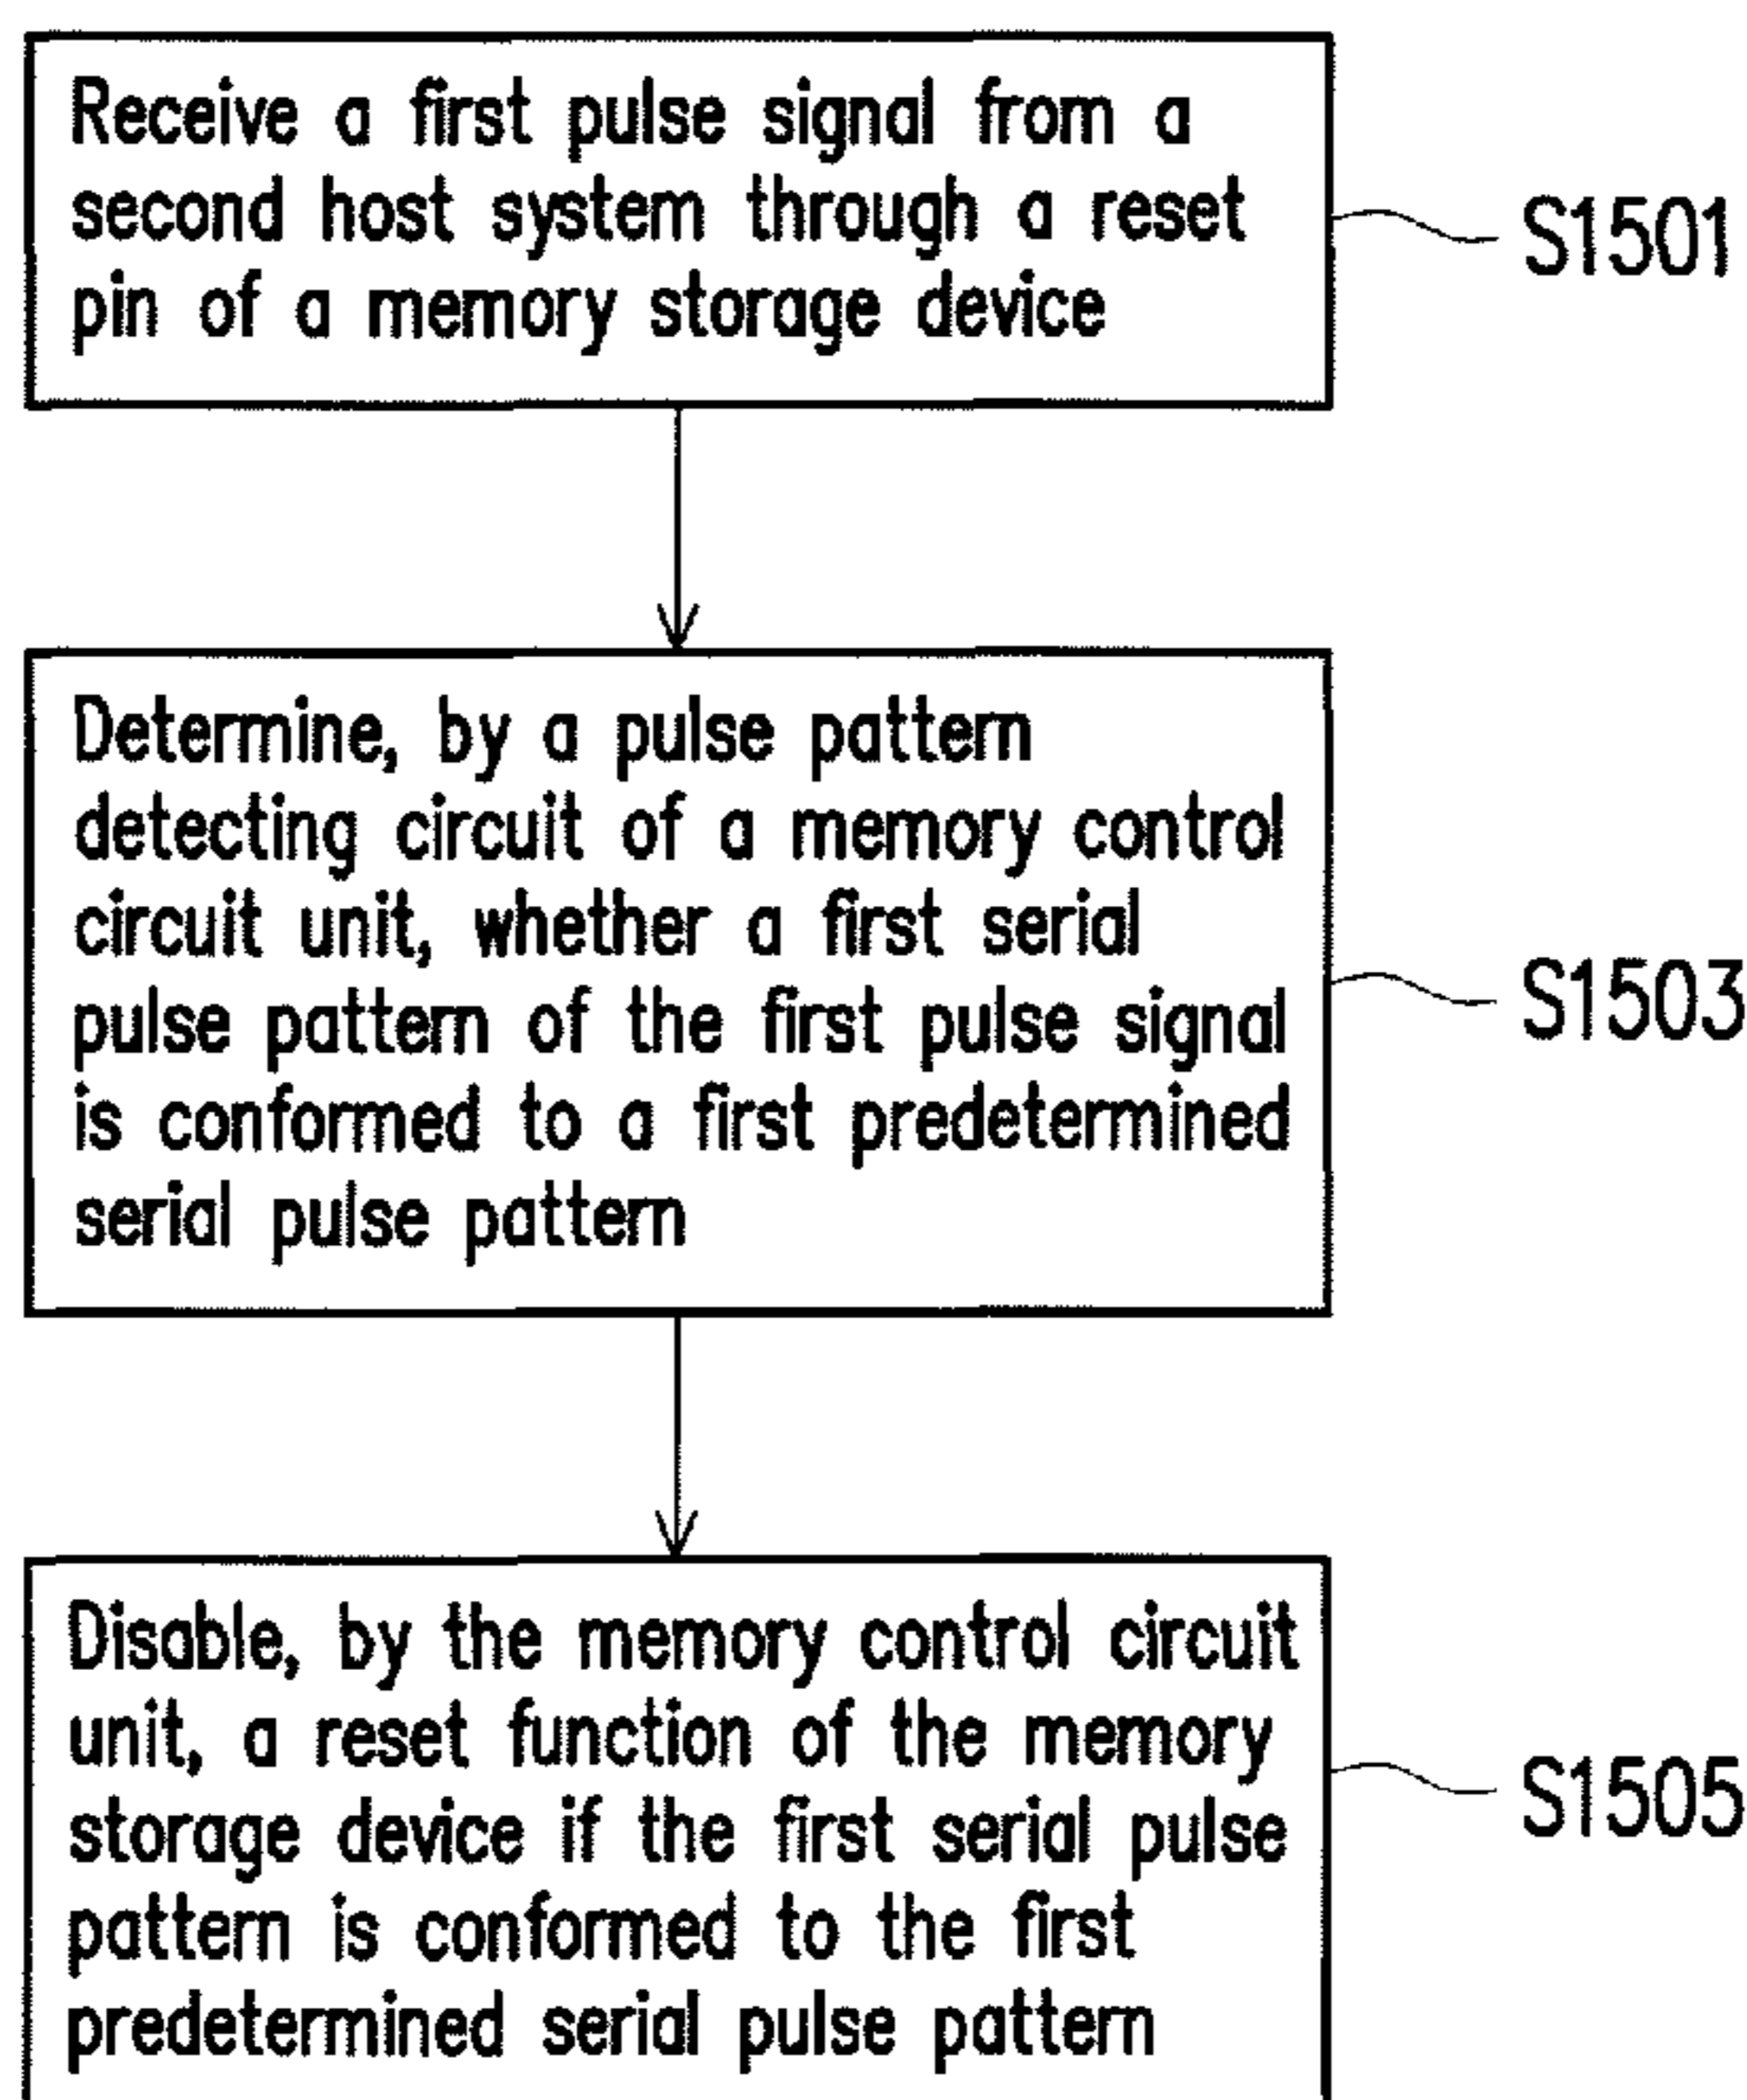 Receive a first pulse signal from a
second host system through a reset
pin of a memory storage device
S1501
Determine, by a pulse pattern
detecting circuit of a memory control
circuit unit, whether a first serial
pulse pattern of the first pulse signal
is conformed to a first predetermined
serial pulse pattern
S1503
Disable, by the memory control circuit
unit, a reset function of the memory
storage device if the first serial pulse
pattern is conformed to the first
predetermined serial pulse pattern
S1505